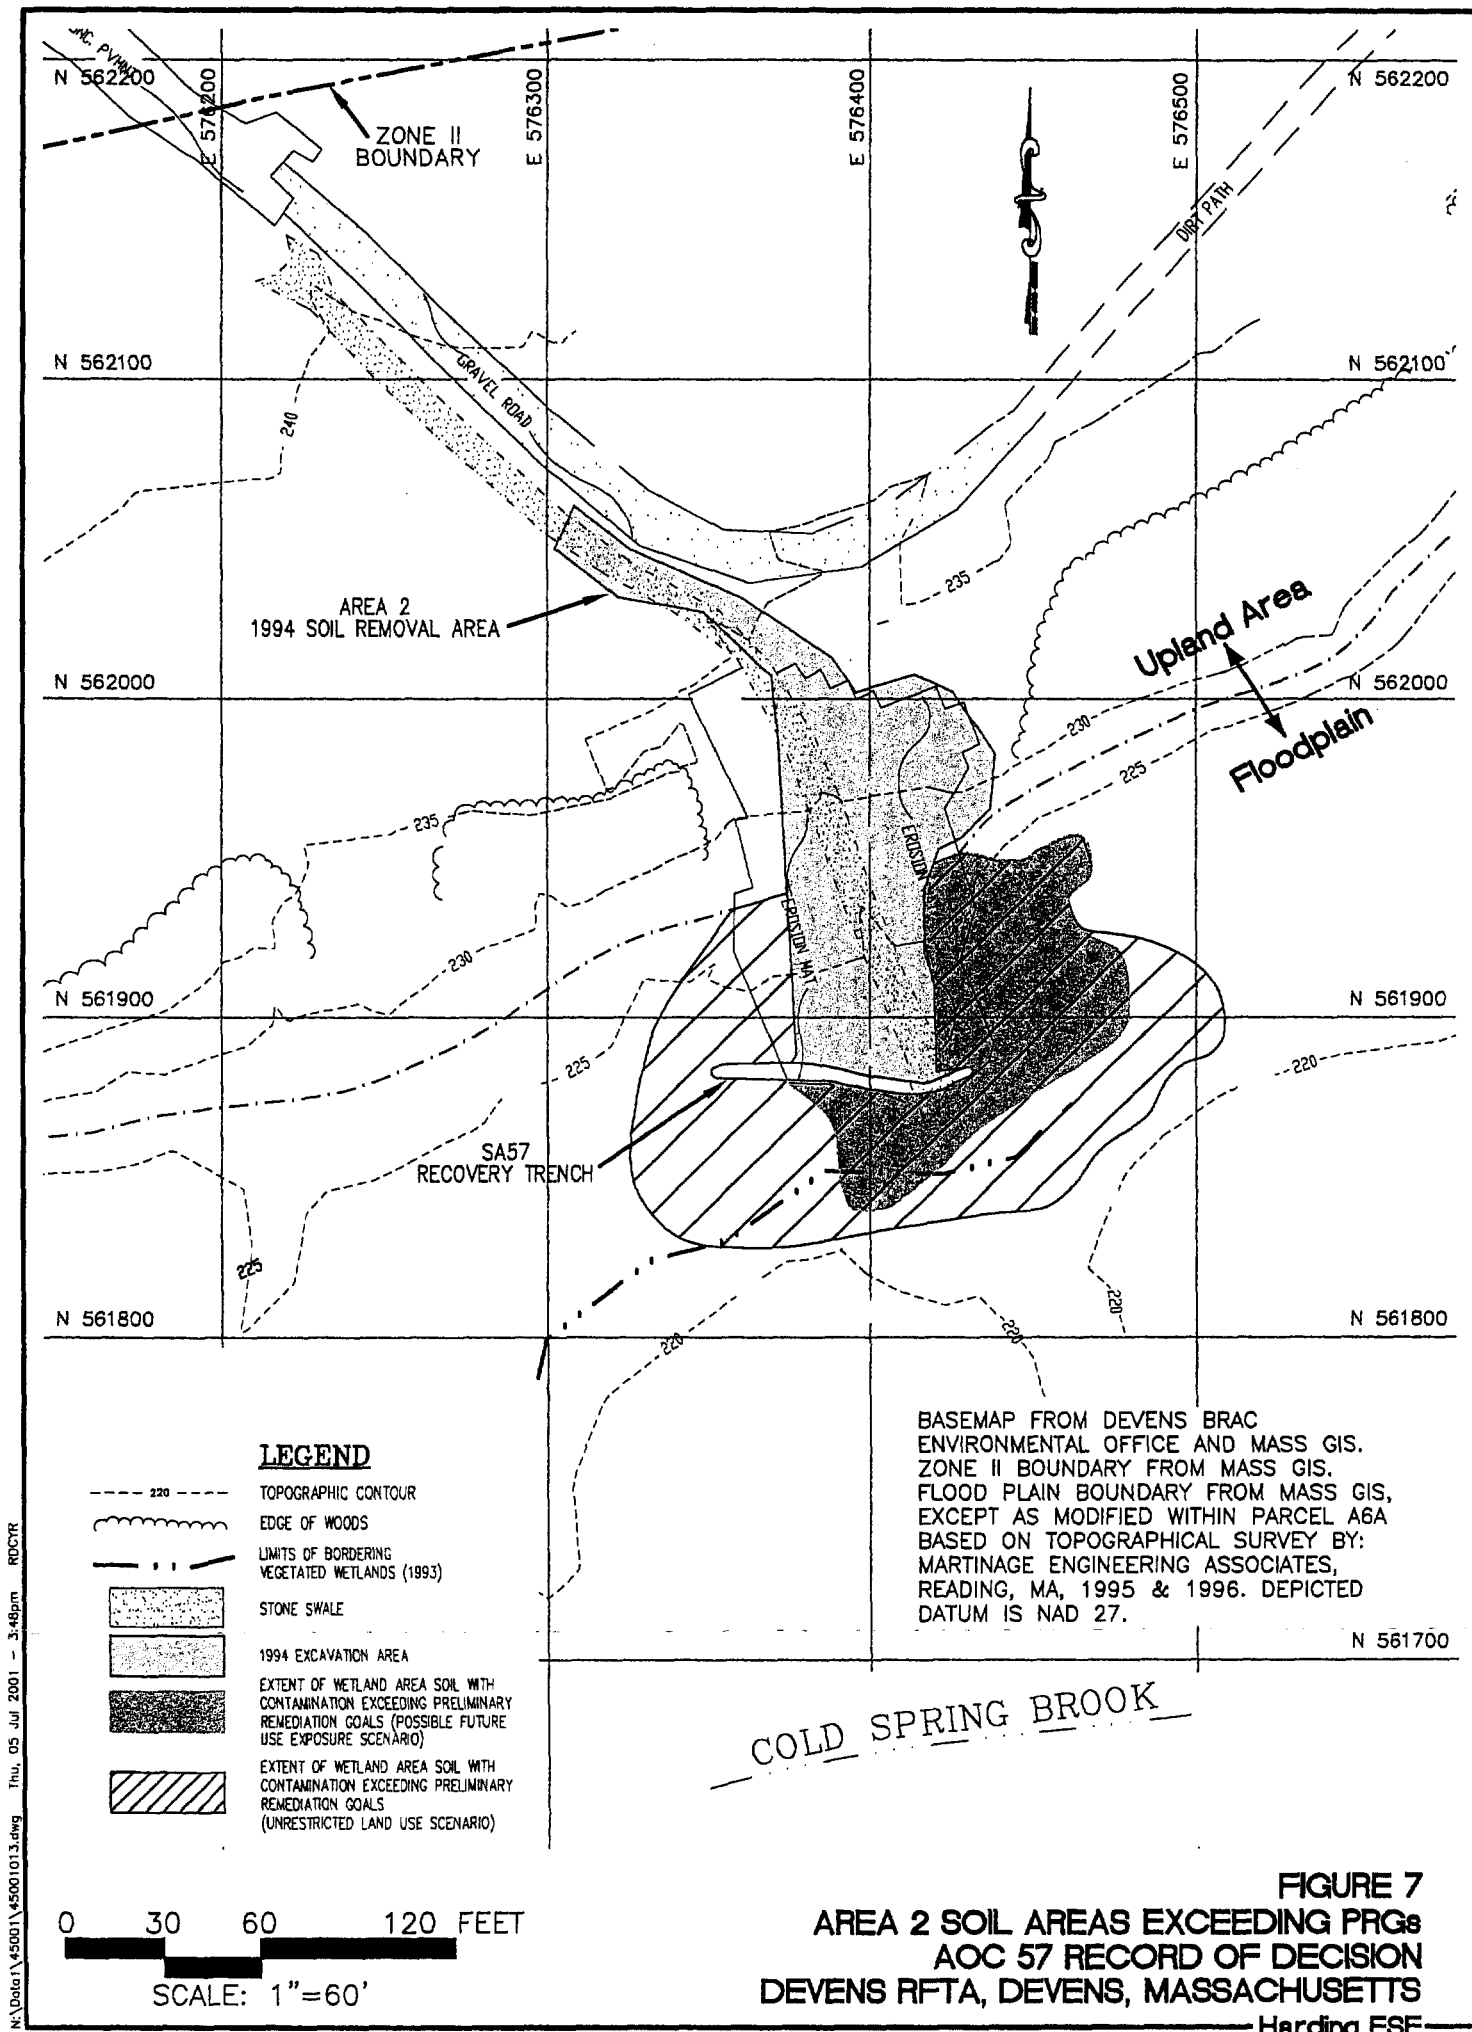 CONC. PVMNT
N 562200
E 576200
E 576300
E 576400
E 576500
N 562200
ZONE II
BOUNDARY
DIRT PATH
N 562100
N 562100
GRAVEL ROAD
240
235
AREA 2
1994 SOIL REMOVAL AREA
Upland Area
N 562000
N 562000
230
Floodplain
225
235
EROSION
EROSION MAT
230
N 561900
N 561900
225
220
SA57
RECOVERY TRENCH
225
220
N 561800
N 561800
220
220
BASEMAP FROM DEVENS BRAC
ENVIRONMENTAL OFFICE AND MASS GIS.
ZONE II BOUNDARY FROM MASS GIS.
FLOOD PLAIN BOUNDARY FROM MASS GIS,
EXCEPT AS MODIFIED WITHIN PARCEL A6A
BASED ON TOPOGRAPHICAL SURVEY BY:
MARTINAGE ENGINEERING ASSOCIATES,
READING, MA, 1995 & 1996. DEPICTED
DATUM IS NAD 27.
N 561700
COLD SPRING BROOK
LEGEND
220
TOPOGRAPHIC CONTOUR
EDGE OF WOODS
LIMITS OF BORDERING
VEGETATED WETLANDS (1993)
STONE SWALE
1994 EXCAVATION AREA
EXTENT OF WETLAND AREA SOIL WITH
CONTAMINATION EXCEEDING PRELIMINARY
REMEDIATION GOALS (POSSIBLE FUTURE
USE EXPOSURE SCENARIO)
EXTENT OF WETLAND AREA SOIL WITH
CONTAMINATION EXCEEDING PRELIMINARY
REMEDIATION GOALS
(UNRESTRICTED LAND USE SCENARIO)
0 30 60 120 FEET
SCALE: 1"=60'
FIGURE 7
AREA 2 SOIL AREAS EXCEEDING PRGs
AOC 57 RECORD OF DECISION
DEVENS RFTA, DEVENS, MASSACHUSETTS
Harding ESE
N:\Data1\45001\45001013.dwg Thu, 05 Jul 2001 - 3:48pm RDCYR